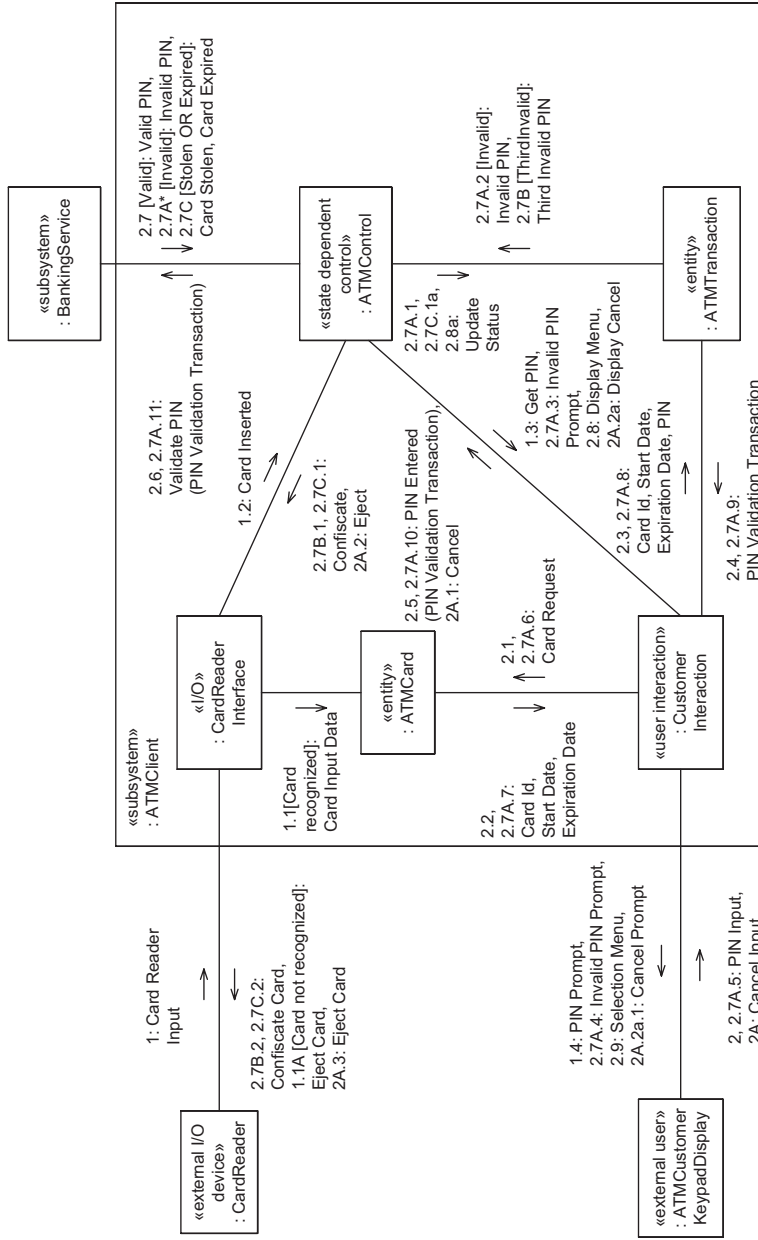 «subsystem»
: BankingService
2.6, 2.7A.11:
Validate PIN
(PIN Validation Transaction)
2.7 [Valid]: Valid PIN,
2.7A* [Invalid]: Invalid PIN,
2.7C [Stolen OR Expired]:
Card Stolen, Card Expired
«subsystem»
: ATMClient
«external I/O
device»
: CardReader
1: Card Reader
Input
2.7B.2, 2.7C.2:
Confiscate Card,
1.1A [Card not recognized]:
Eject Card,
2A.3: Eject Card
«I/O»
: CardReader
Interface
1.2: Card Inserted
2.7B.1, 2.7C.1:
Confiscate,
2A.2: Eject
«state dependent
control»
: ATMControl
1.1[Card
recognized]:
Card Input Data
«entity»
: ATMCard
2.5, 2.7A.10: PIN Entered
(PIN Validation Transaction),
2A.1: Cancel
2.7A.1,
2.7C.1a,
2.8a:
Update
Status
2.7A.2 [Invalid]:
Invalid PIN,
2.7B [ThirdInvalid]:
Third Invalid PIN
2.2,
2.7A.7:
Card Id,
Start Date,
Expiration Date
2.1,
2.7A.6:
Card Request
1.3: Get PIN,
2.7A.3: Invalid PIN
Prompt,
2.8: Display Menu,
2A.2a: Display Cancel
«external user»
: ATMCustomer
KeypadDisplay
1.4: PIN Prompt,
2.7A.4: Invalid PIN Prompt,
2.9: Selection Menu,
2A.2a.1: Cancel Prompt
2, 2.7A.5: PIN Input,
2A: Cancel Input
«user interaction»
: Customer
Interaction
2.3, 2.7A.8:
Card Id, Start Date,
Expiration Date, PIN
2.4, 2.7A.9:
PIN Validation Transaction
«entity»
: ATMTransaction